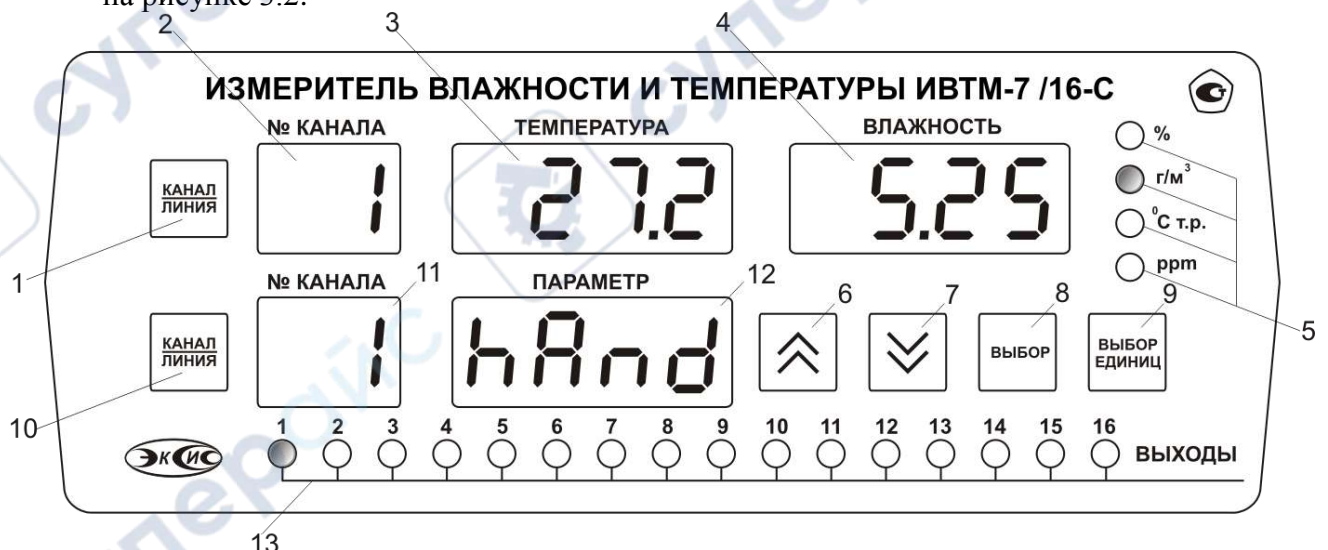 на рисунке 3.2.
2 3 4
ИЗМЕРИТЕЛЬ ВЛАЖНОСТИ И ТЕМПЕРАТУРЫ ИВТМ-7 /16-С
№ КАНАЛА ТЕМПЕРАТУРА ВЛАЖНОСТЬ
%
КАНАЛ
ЛИНИЯ
1 27.2 5.25
г/м³
⁰С т.р.
ppm
1
№ КАНАЛА 11 ПАРАМЕТР 12 6 7 8 9
5
КАНАЛ
ЛИНИЯ
1 hAnd ВЫБОР
ВЫБОР
ЕДИНИЦ
10
1 2 3 4 5 6 7 8 9 10 11 12 13 14 15 16
ЭКСИС
ВЫХОДЫ
13